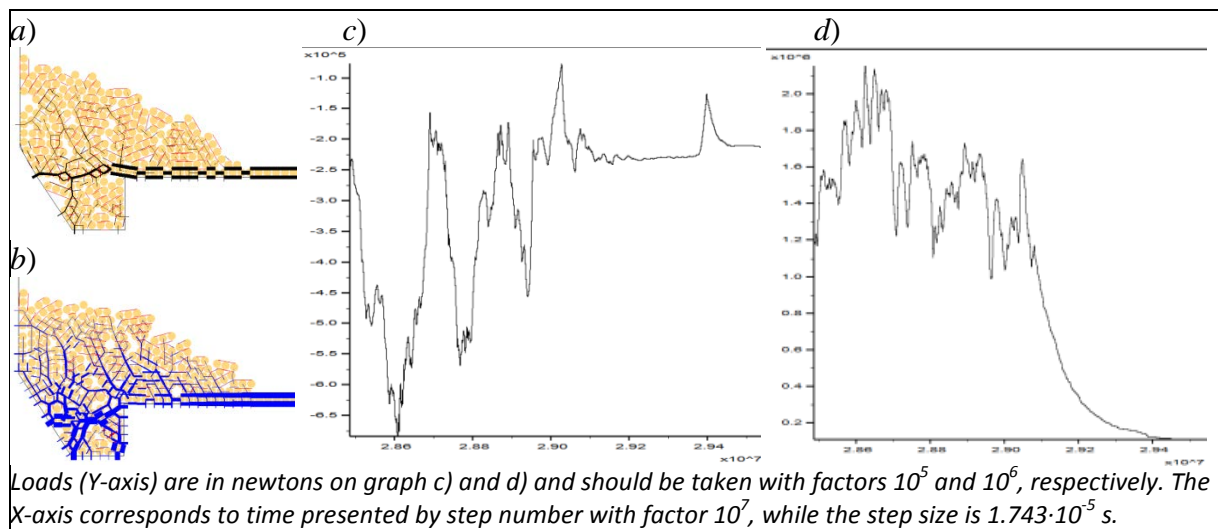 a)
b)
c)
x10^5
-1.0
-1.5
-2.0
-2.5
-3.0
-3.5
-4.0
-4.5
-5.0
-5.5
-6.0
-6.5
2.86 2.88 2.90 2.92 2.94
x10^7
d)
x10^6
2.0
1.8
1.6
1.4
1.2
1.0
0.8
0.6
0.4
0.2
2.86 2.88 2.90 2.92 2.94
x10^7
Loads (Y-axis) are in newtons on graph c) and d) and should be taken with factors 10^5 and 10^6, respectively. The
X-axis corresponds to time presented by step number with factor 10^7, while the step size is 1.743·10^-5 s.